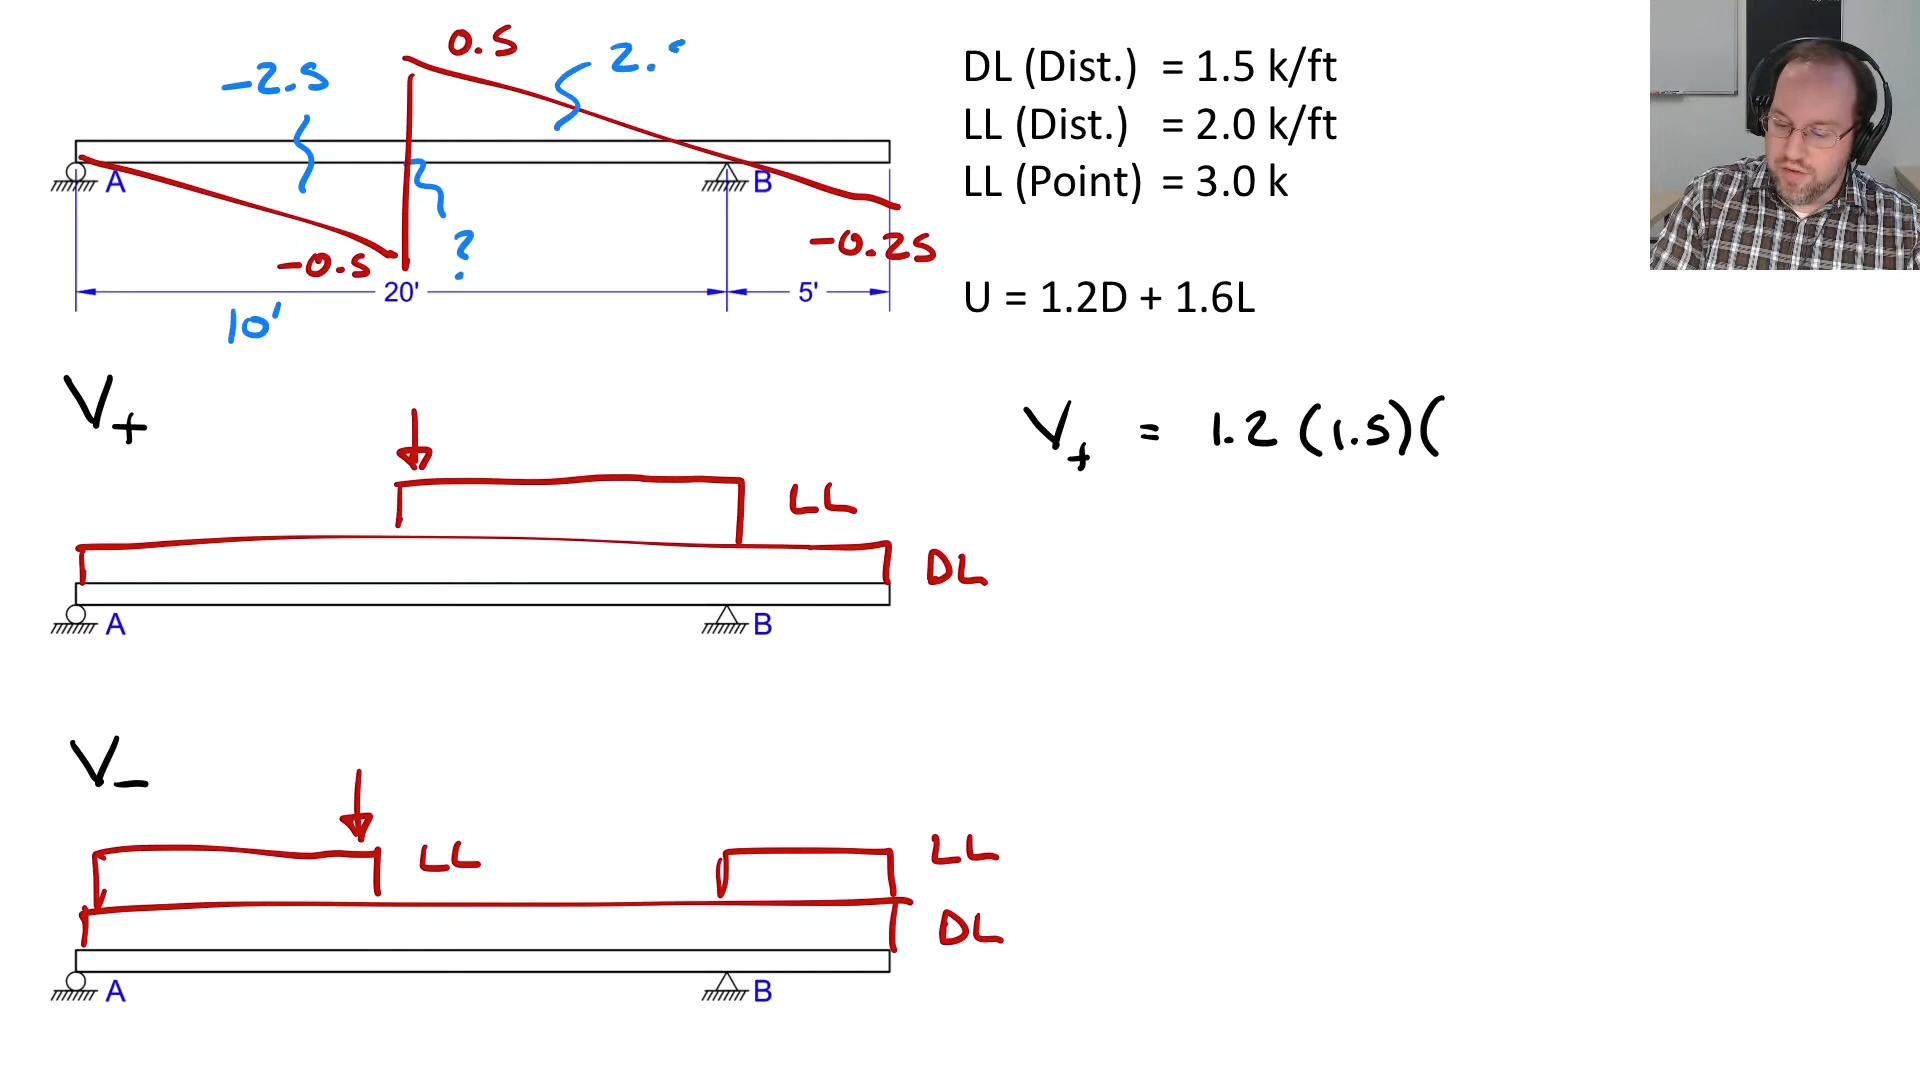 0.5
-2.5
2.
A
B
-0.5
?
-0.25
20'
5'
10'
DL (Dist.) = 1.5 k/ft
LL (Dist.) = 2.0 k/ft
LL (Point) = 3.0 k
U = 1.2D + 1.6L
V+
V+ = 1.2 (1.5)(
LL
DL
A
B
V-
LL
LL
DL
A
B